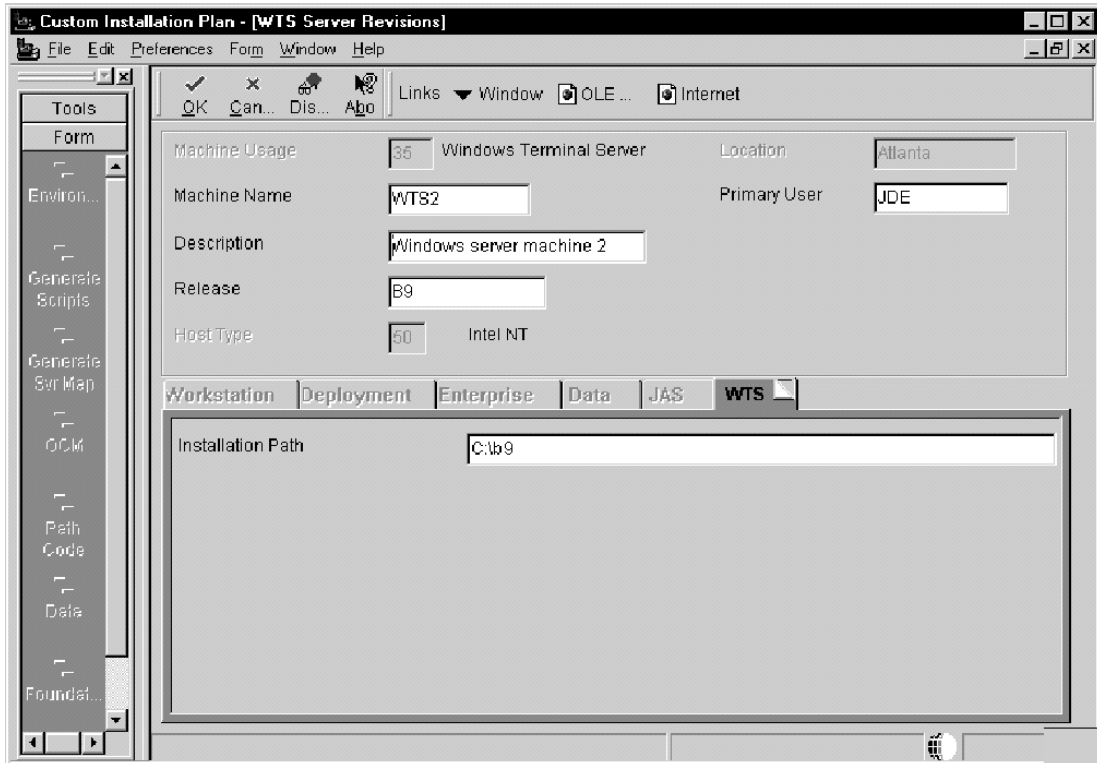 Custom Installation Plan - [WTS Server Revisions]
File Edit Preferences Form Window Help
OK Can... Dis... Abo Links Window OLE ... Internet
Tools
Form
Environ...
Generate
Scripts
Generate
Svr Map
OCM
Path
Code
Data
Foundat...
Machine Usage 35 Windows Terminal Server Location Atlanta
Machine Name WTS2 Primary User JDE
Description Windows server machine 2
Release B9
Host Type 50 Intel NT
Workstation Deployment Enterprise Data JAS WTS
Installation Path C:\b9